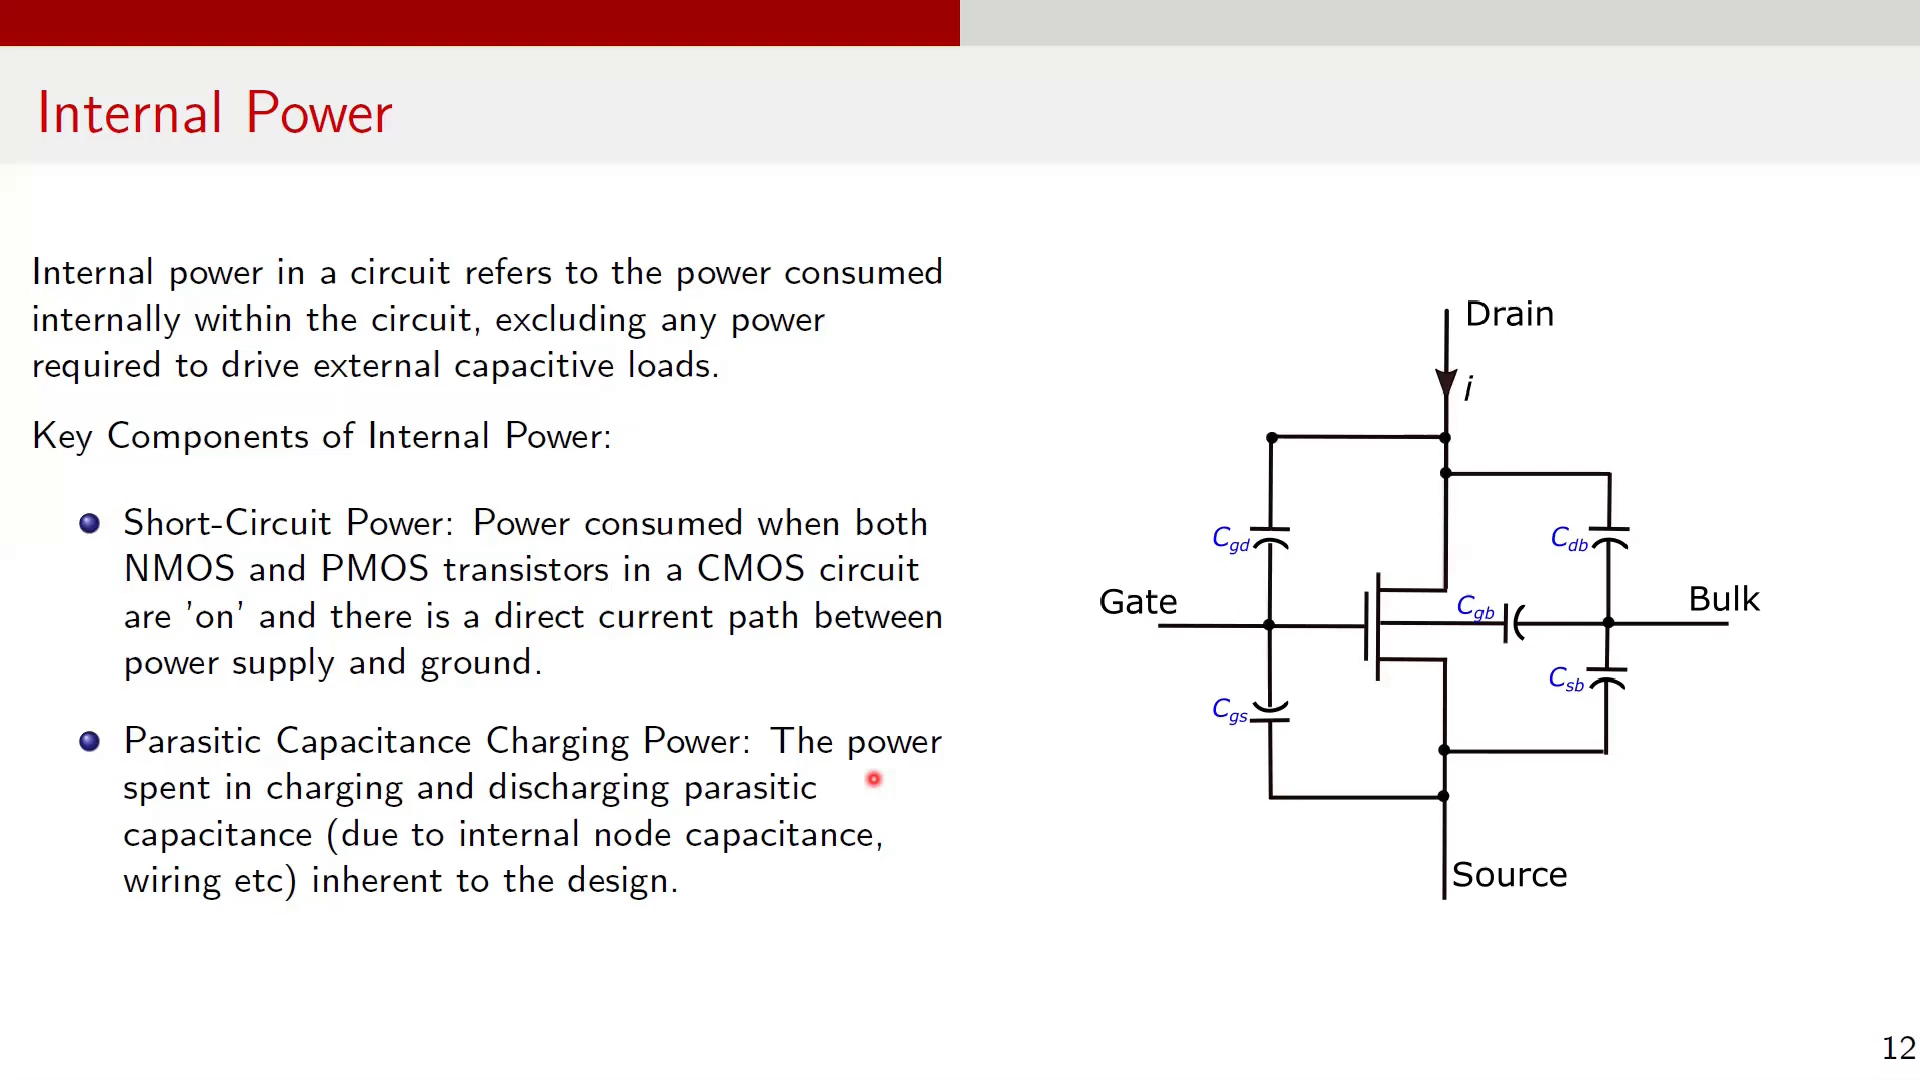 Internal Power
Internal power in a circuit refers to the power consumed
internally within the circuit, excluding any power
required to drive external capacitive loads.
Key Components of Internal Power:
Short-Circuit Power: Power consumed when both
NMOS and PMOS transistors in a CMOS circuit
are 'on' and there is a direct current path between
power supply and ground.
Parasitic Capacitance Charging Power: The power
spent in charging and discharging parasitic
capacitance (due to internal node capacitance,
wiring etc) inherent to the design.
Drain
i
Cgd
Cdb
Gate
Cgb
Bulk
Csb
Cgs
Source
12